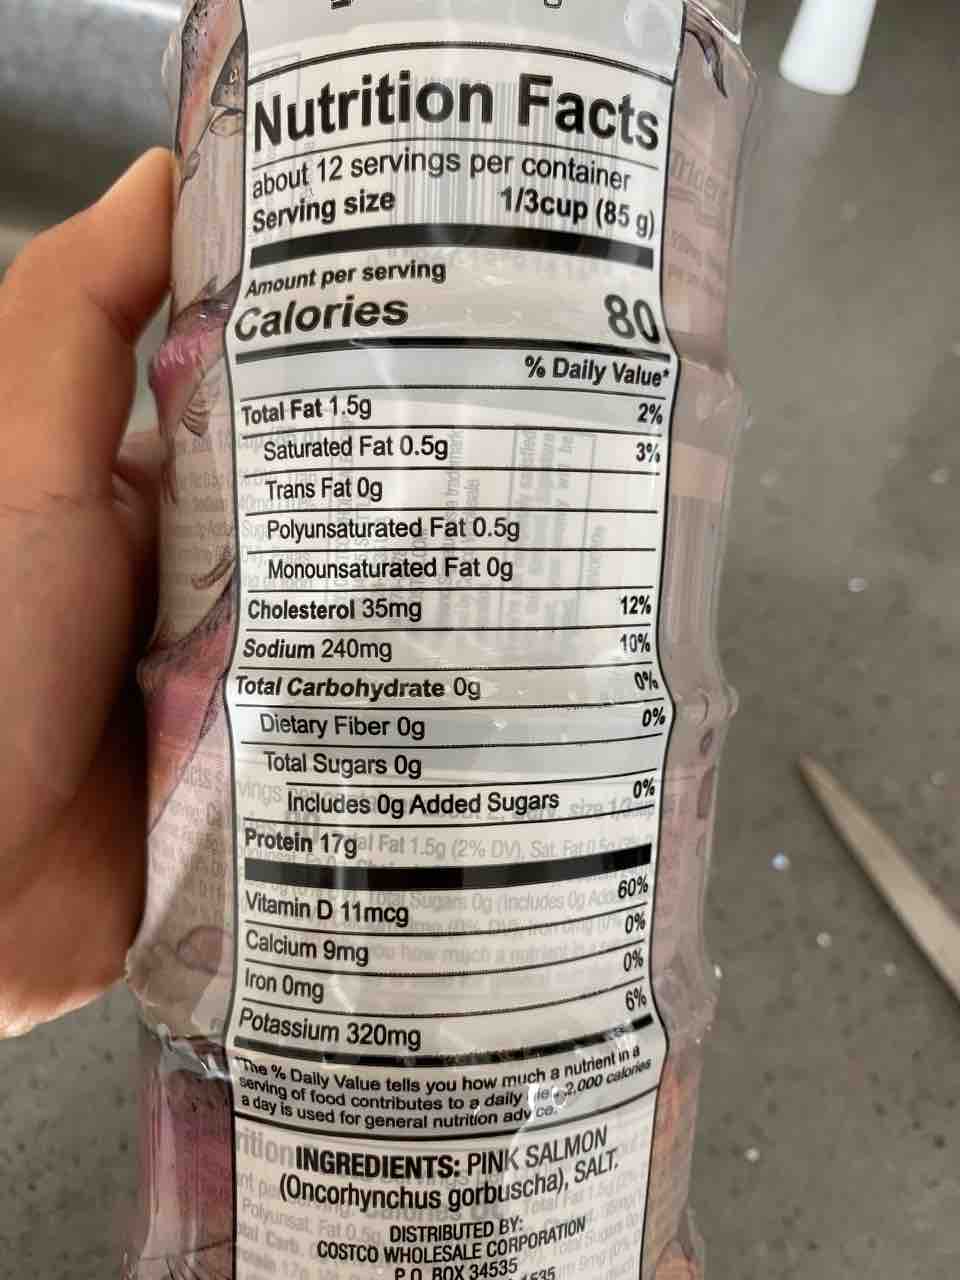 Nutrition Facts
about 12 servings per container
Serving size 1/3cup (85 g)
Amount per serving
Calories 80
% Daily Value*
Total Fat 1.5g 2%
Saturated Fat 0.5g 3%
Trans Fat 0g
Polyunsaturated Fat 0.5g
Monounsaturated Fat 0g
Cholesterol 35mg 12%
Sodium 240mg 10%
Total Carbohydrate 0g 0%
Dietary Fiber 0g 0%
Total Sugars 0g
Includes 0g Added Sugars 0%
Protein 17g
Vitamin D 11mcg 60%
Calcium 9mg 0%
Iron 0mg 0%
Potassium 320mg 6%
*The % Daily Value tells you how much a nutrient in a
serving of food contributes to a daily 2,000 calories
a day is used for general nutrition
INGREDIENTS: PINK SALMON
(Oncorhynchus gorbuscha), SALT.
DISTRIBUTED BY:
COSTCO WHOLESALE CORPORATION
P.O. BOX 34535